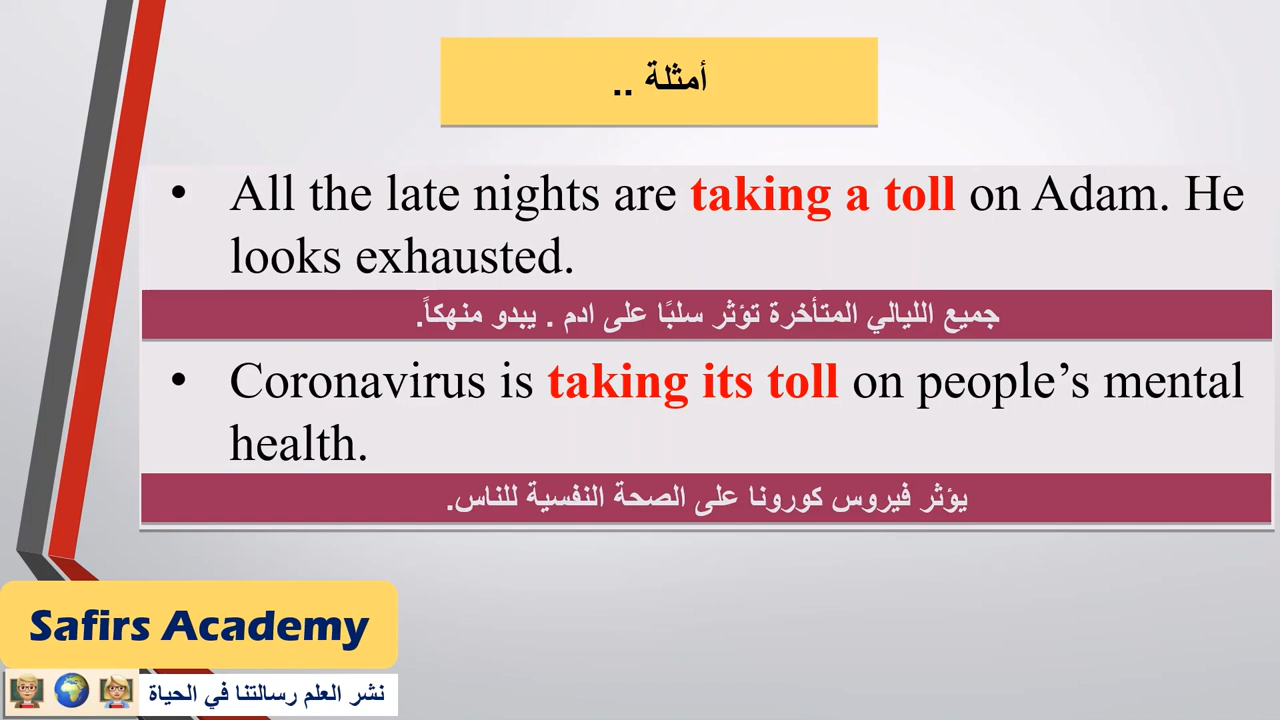 أمثلة ..
• All the late nights are taking a toll on Adam. He
looks exhausted.
جميع الليالي المتأخرة تؤثر سلبًا على ادم . يبدو منهكاً.
• Coronavirus is taking its toll on people’s mental
health.
يؤثر فيروس كورونا على الصحة النفسية للناس.
Safirs Academy
نشر العلم رسالتنا في الحياة